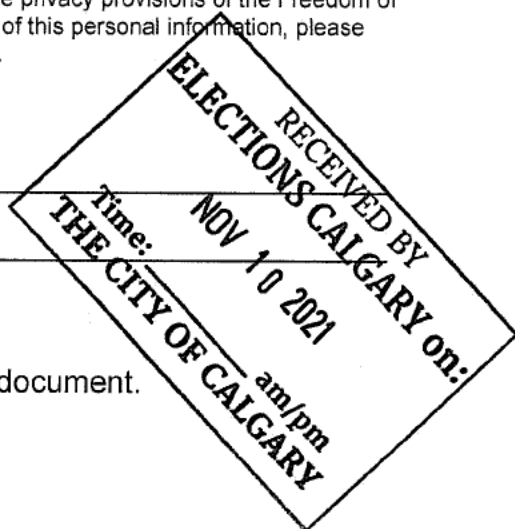 e privacy provisions of the Freedom of
of this personal information, please
RECEIVED BY
ELECTIONS CALGARY on:
NOV 10 2021
Time: am/pm
THE CITY OF CALGARY
document.